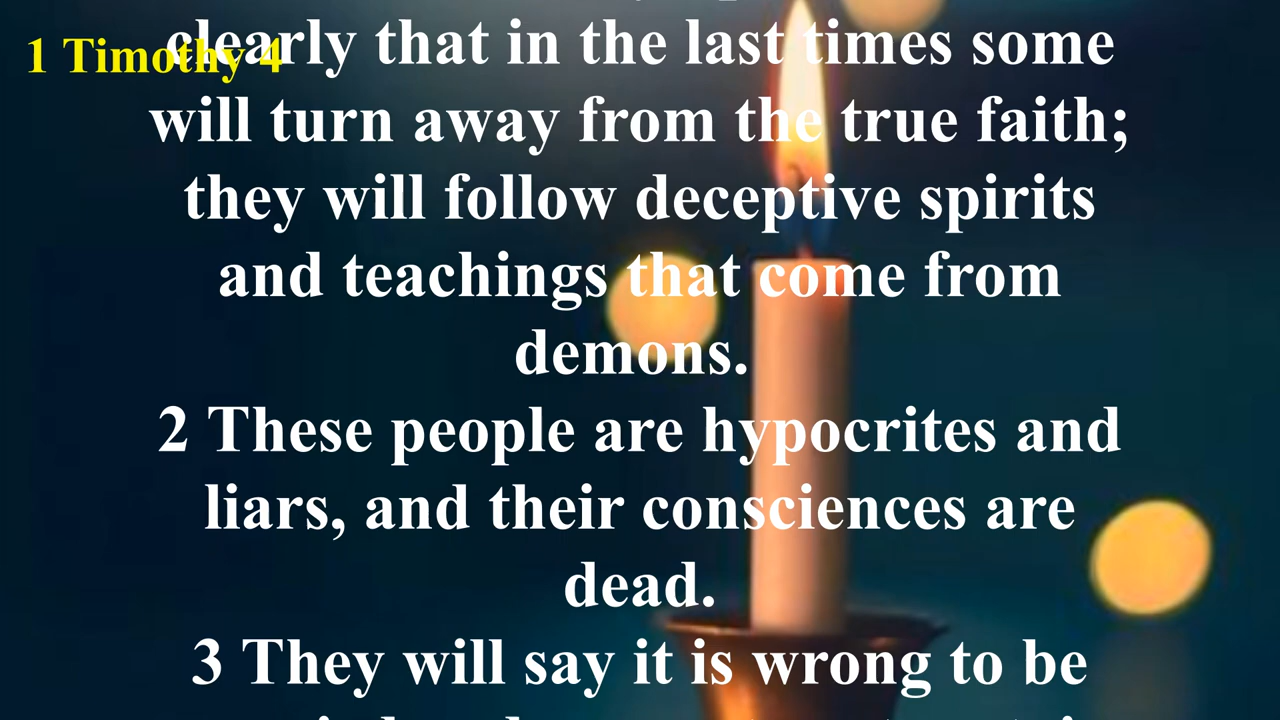 1 Timothy 4
clearly that in the last times some
will turn away from the true faith;
they will follow deceptive spirits
and teachings that come from
demons.
2 These people are hypocrites and
liars, and their consciences are
dead.
3 They will say it is wrong to be